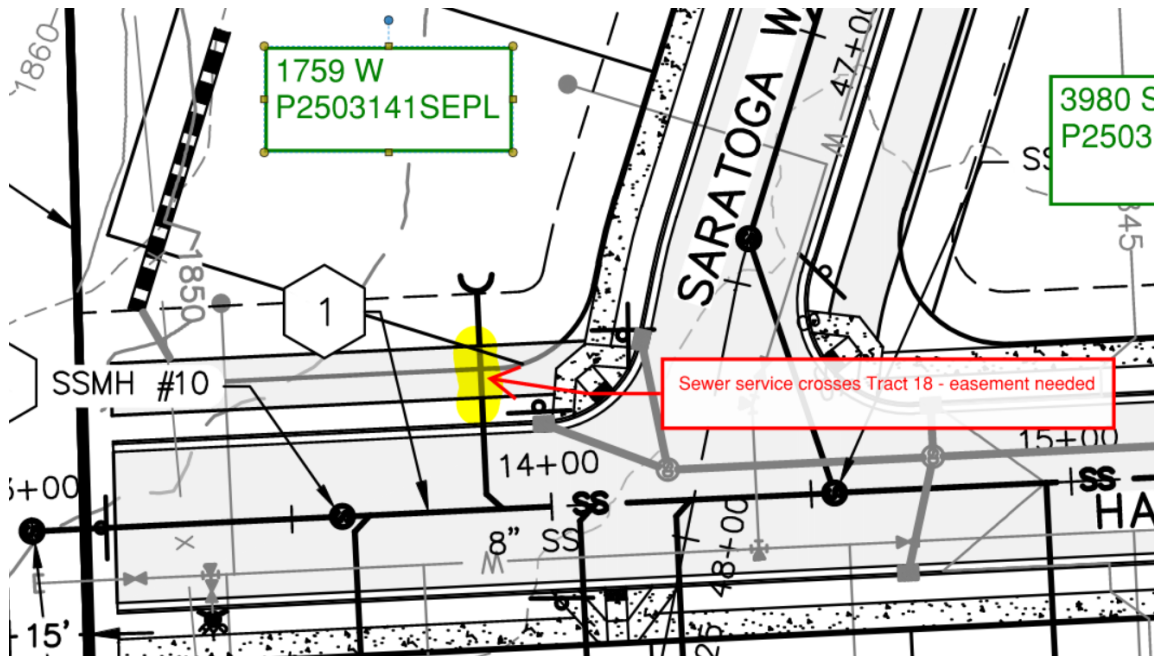 1860
1759 W
P2503141SEPL
SARATOGA W
47+00
W
3980 S
P2503
SS
845
1850
1
SSMH #10
Sewer service crosses Tract 18 - easement needed
14+00
15+00
+00
SS
SS
HA
8" SS
W
48+00
15'